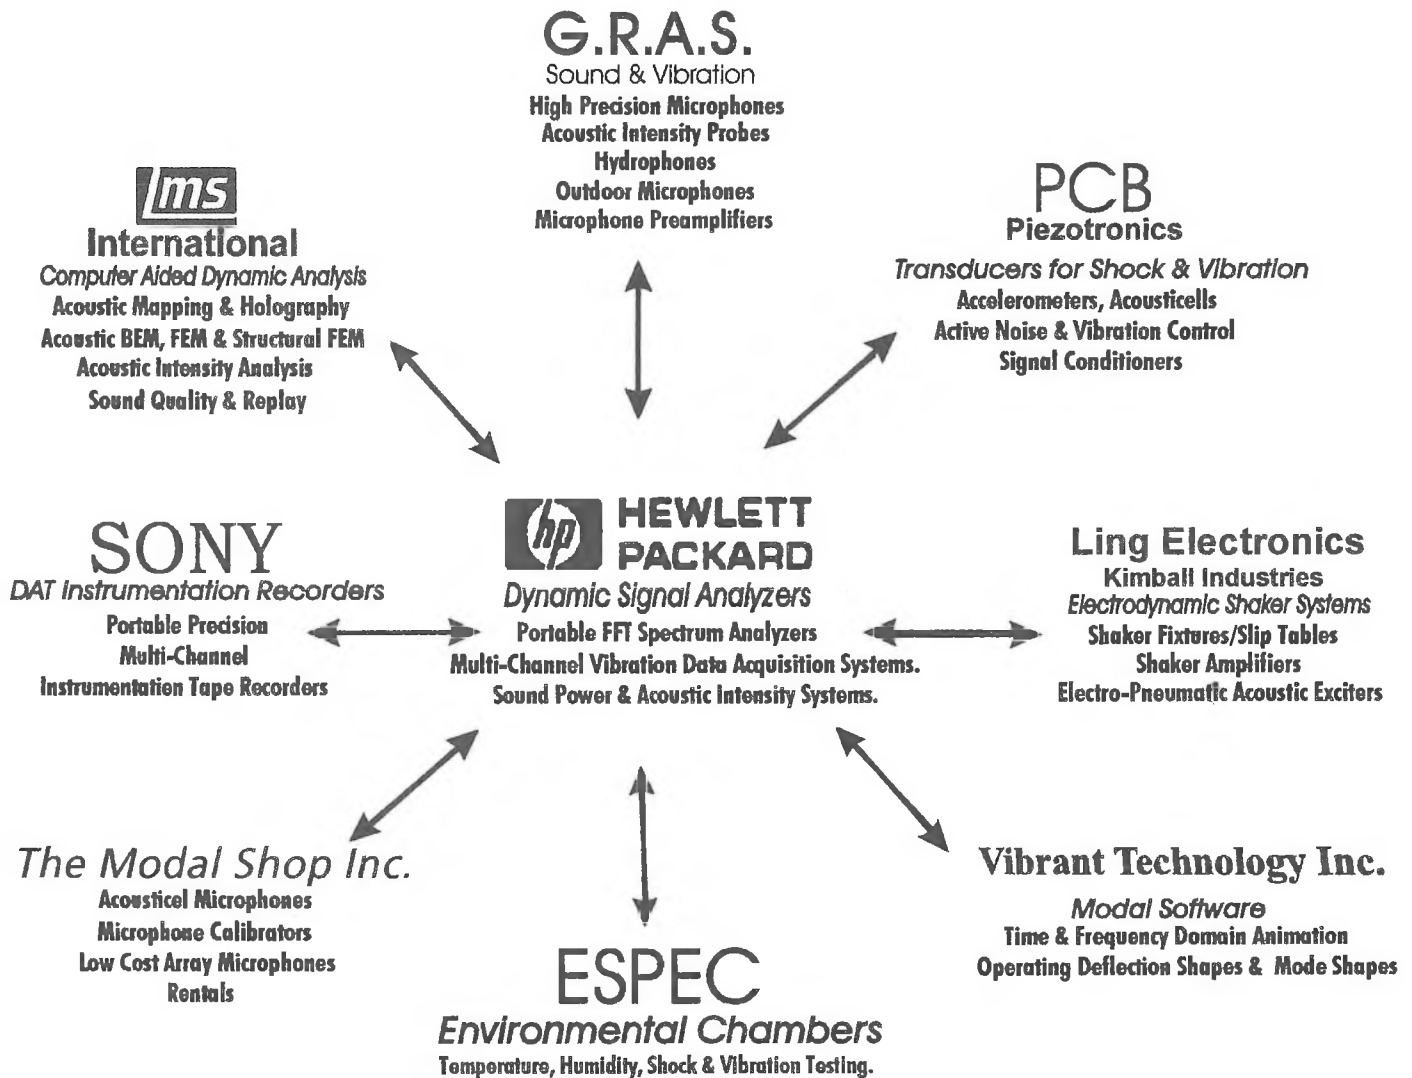 G.R.A.S.
Sound & Vibration
High Precision Microphones
Acoustic Intensity Probes
Hydrophones
Outdoor Microphones
Microphone Preamplifiers
lms
International
Computer Aided Dynamic Analysis
Acoustic Mapping & Holography
Acoustic BEM, FEM & Structural FEM
Acoustic Intensity Analysis
Sound Quality & Replay
PCB
Piezotronics
Transducers for Shock & Vibration
Accelerometers, Acousticells
Active Noise & Vibration Control
Signal Conditioners
SONY
DAT Instrumentation Recorders
Portable Precision
Multi-Channel
Instrumentation Tape Recorders
hp HEWLETT
PACKARD
Dynamic Signal Analyzers
Portable FFT Spectrum Analyzers
Multi-Channel Vibration Data Acquisition Systems.
Sound Power & Acoustic Intensity Systems.
Ling Electronics
Kimball Industries
Electrodynamic Shaker Systems
Shaker Fixtures/Slip Tables
Shaker Amplifiers
Electro-Pneumatic Acoustic Exciters
The Modal Shop Inc.
Acousticel Microphones
Microphone Calibrators
Low Cost Array Microphones
Rentals
ESPEC
Environmental Chambers
Temperature, Humidity, Shock & Vibration Testing.
Vibrant Technology Inc.
Modal Software
Time & Frequency Domain Animation
Operating Deflection Shapes & Mode Shapes